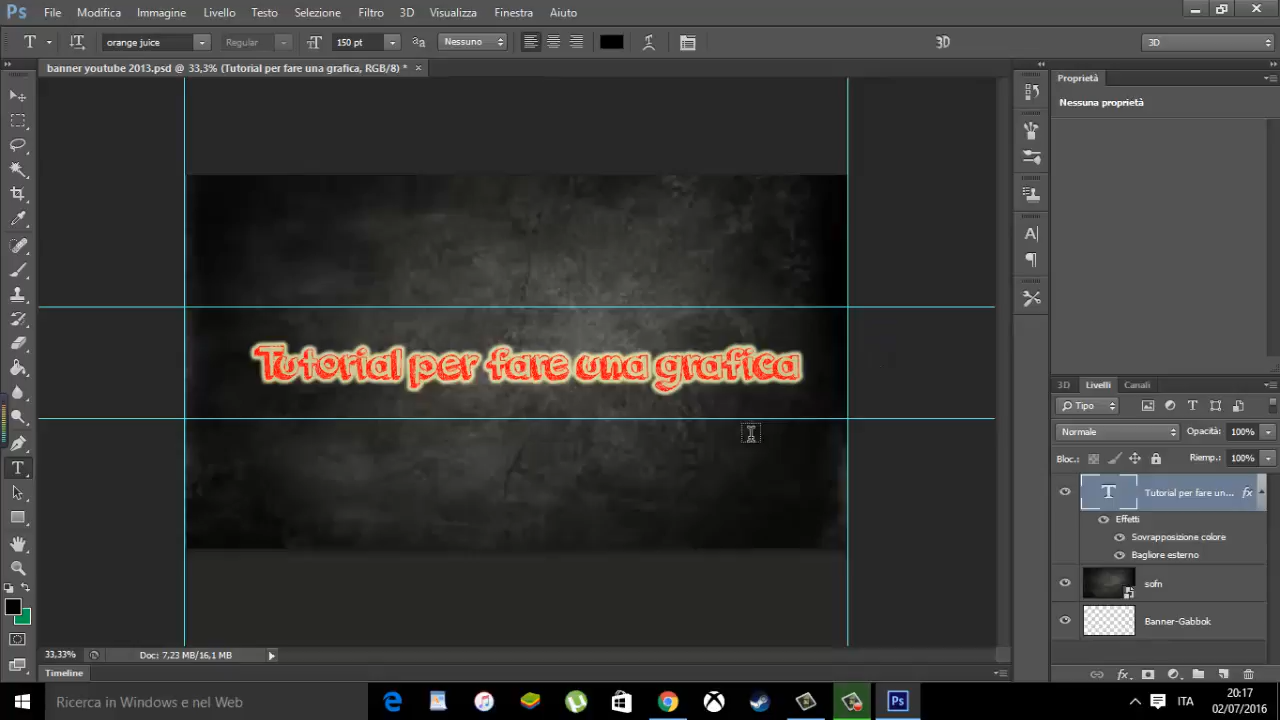 Ps File Modifica Immagine Livello Testo Selezione Filtro 3D Visualizza Finestra Aiuto
T orange juice Regular 150 pt aa Nessuno 3D 3D
banner youtube 2013.psd @ 33,3% (Tutorial per fare una grafica, RGB/8) *
Proprietà
Nessuna proprietà
Tutorial per fare una grafica
3D Livelli Canali
Tipo
Normale Opacità: 100%
Bloc.: Riemp.: 100%
T Tutorial per fare un... fx
Effetti
Sovrapposizione colore
Bagliore esterno
sofn
Banner-Gabbok
33,33% Doc: 7,23 MB/16,1 MB
Timeline
Ricerca in Windows e nel Web
ITA
20:17
02/07/2016